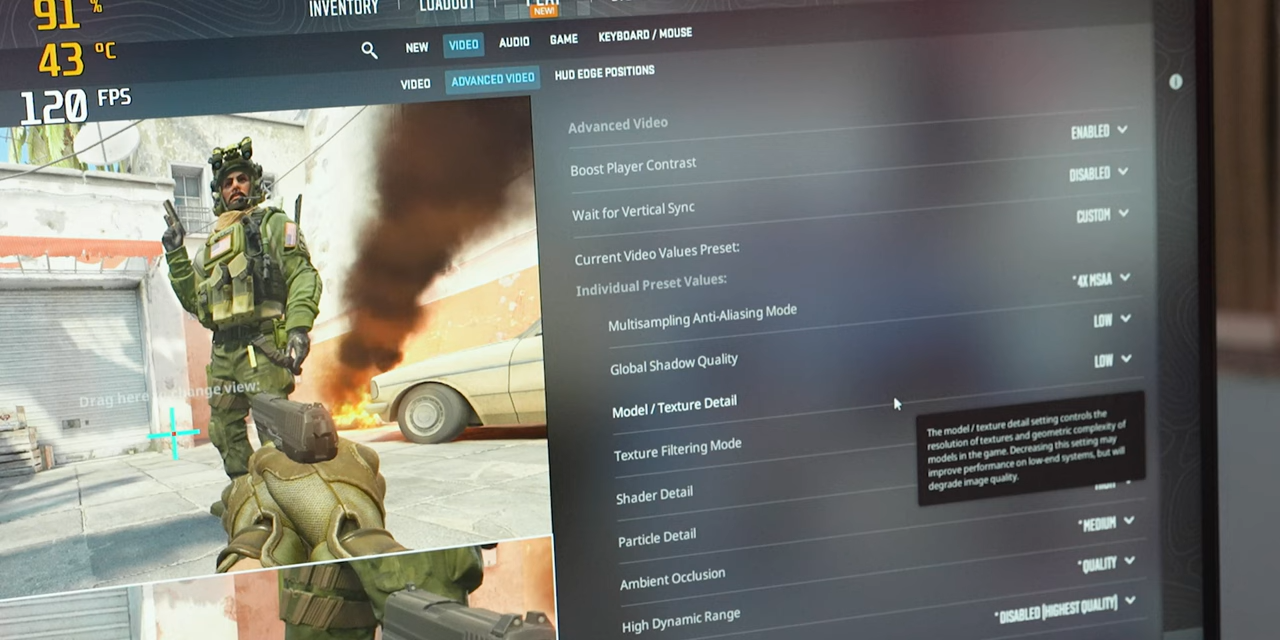 91 %
43 °C
120 FPS
INVENTORY
LOADOUT
NEW!
NEW
VIDEO
AUDIO
GAME
KEYBOARD / MOUSE
VIDEO
ADVANCED VIDEO
HUD EDGE POSITIONS
Advanced Video
Boost Player Contrast
ENABLED
Wait for Vertical Sync
DISABLED
Current Video Values Preset:
CUSTOM
Individual Preset Values:
Multisampling Anti-Aliasing Mode
* 4X MSAA
Global Shadow Quality
LOW
Model / Texture Detail
LOW
Texture Filtering Mode
Shader Detail
Particle Detail
* MEDIUM
Ambient Occlusion
* QUALITY
High Dynamic Range
* DISABLED (HIGHEST QUALITY)
The model / texture detail setting controls the
resolution of textures and geometric complexity of
models in the game. Decreasing this setting may
improve performance on low-end systems, but will
degrade image quality.
Drag here to change view: